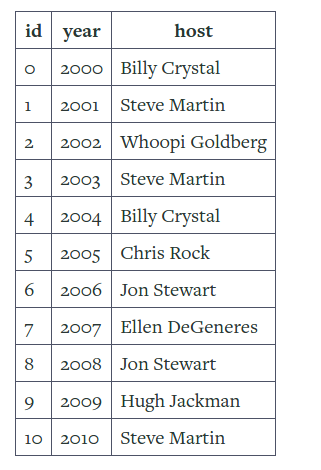 id year host
0 2000 Billy Crystal
1 2001 Steve Martin
2 2002 Whoopi Goldberg
3 2003 Steve Martin
4 2004 Billy Crystal
5 2005 Chris Rock
6 2006 Jon Stewart
7 2007 Ellen DeGeneres
8 2008 Jon Stewart
9 2009 Hugh Jackman
10 2010 Steve Martin